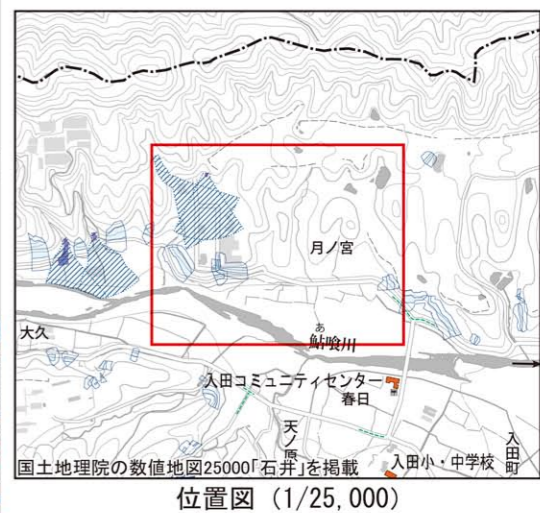 月ノ宮
大久
あ
鮎喰川
入田コミュニティセンター
春日
天ノ原
入田町
入田小・中学校
国土地理院の数値地図25000「石井」を掲載
位置図 (1/25,000)